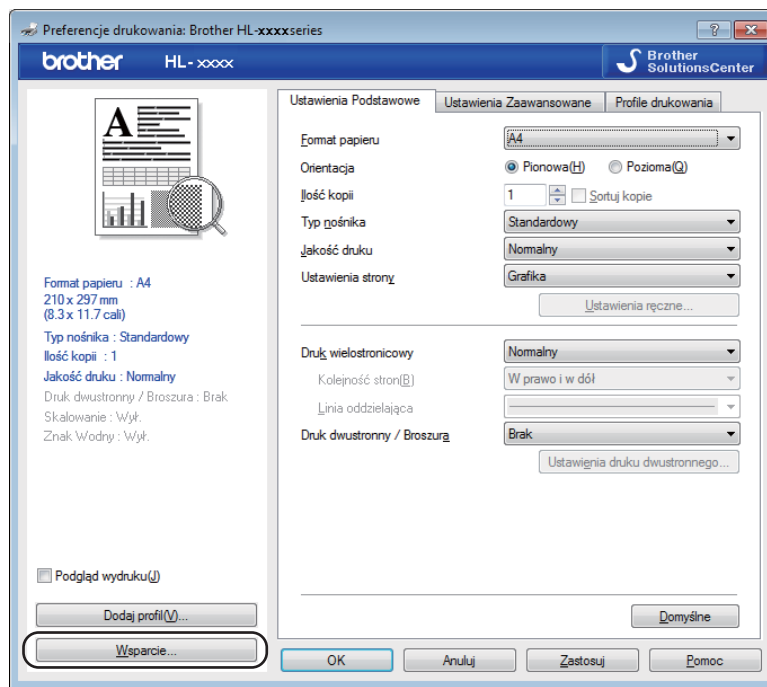 Preferencje drukowania: Brother HL-xxxxseries
brother HL-xxxx
Brother
SolutionsCenter
A
Format papieru : A4
210 x 297 mm
(8.3 x 11.7 cali)
Typ nośnika : Standardowy
Ilość kopii : 1
Jakość druku : Normalny
Druk dwustronny / Broszura : Brak
Skalowanie : Wył.
Znak Wodny : Wył.
Podgląd wydruku(J)
Dodaj profil(V)...
Wsparcie...
Ustawienia Podstawowe Ustawienia Zaawansowane Profile drukowania
Format papieru A4
Orientacja Pionowa(H) Pozioma(Q)
Ilość kopii 1 Sortuj kopie
Typ nośnika Standardowy
Jakość druku Normalny
Ustawienia strony Grafika
Ustawienia ręczne...
Druk wielostronicowy Normalny
Kolejność stron(B) W prawo i w dół
Linia oddzielająca
Druk dwustronny / Broszura Brak
Ustawienia druku dwustronnego...
Domyślne
OK Anuluj Zastosuj Pomoc